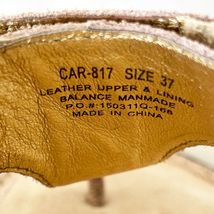 CAR-817 SIZE 37
LEATHER UPPER & LINING
BALANCE MANMADE
P.O.#:150311Q-168
MADE IN CHINA